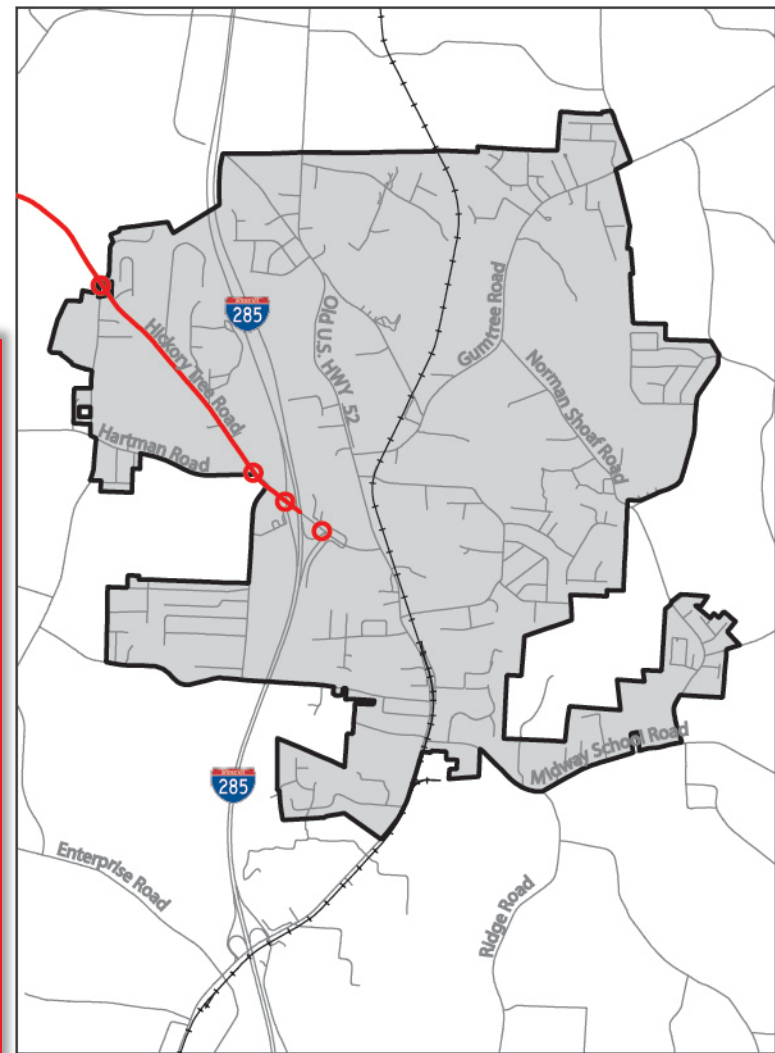 285
Hickory Tree Road
Old U.S. HWY 52
Gumtree Road
Norman Shoaf Road
Hartman Road
Midway School Road
285
Enterprise Road
Ridge Road